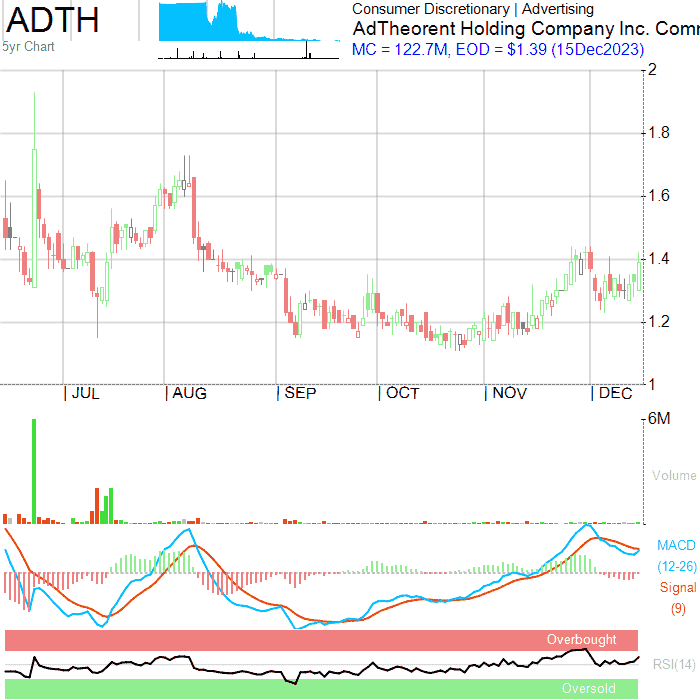 ADTH
5yr Chart
Consumer Discretionary | Advertising
AdTheorent Holding Company Inc. Comm
MC = 122.7M, EOD = $1.39 (15Dec2023)
2
1.8
1.6
1.4
1.2
1
JUL
AUG
SEP
OCT
NOV
DEC
6M
Volume
MACD
(12-26)
Signal
(9)
Overbought
RSI(14)
Oversold